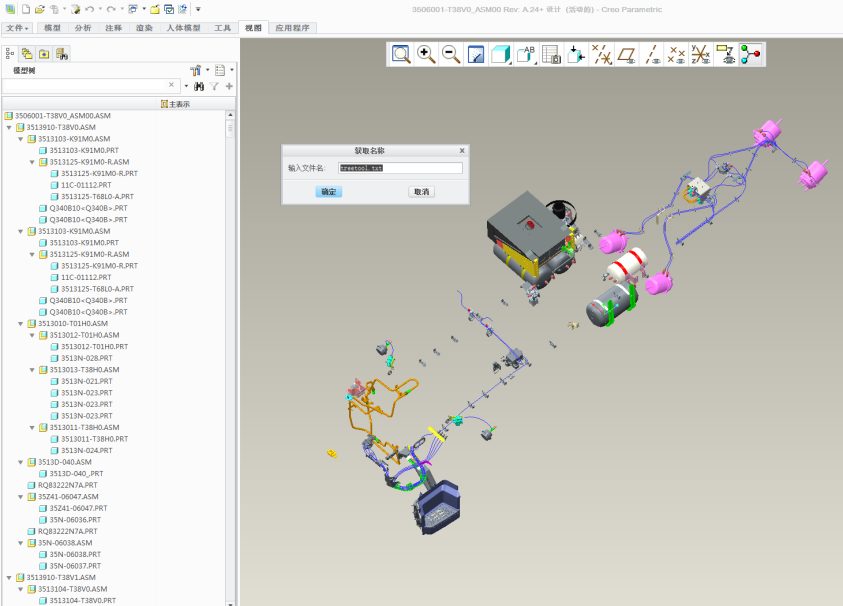 3506001-T38V0_ASM00 Rev: A.24+ 设计 (活动的) - Creo Parametric
文件 模型 分析 注释 渲染 人体模型 工具 视图 应用程序
模型树
主表示
3506001-T38V0_ASM00.ASM
3513910-T38V0.ASM
3513103-K91M0.ASM
3513103-K91M0.PRT
3513125-K91M0-R.ASM
3513125-K91M0-R.PRT
11C-01112.PRT
3513125-T68L0-A.PRT
Q340B10<Q340B>.PRT
Q340B10<Q340B>.PRT
3513103-K91M0.ASM
3513103-K91M0.PRT
3513125-K91M0-R.ASM
3513125-K91M0-R.PRT
11C-01112.PRT
3513125-T68L0-A.PRT
Q340B10<Q340B>.PRT
Q340B10<Q340B>.PRT
3513010-T01H0.ASM
3513012-T01H0.ASM
3513012-T01H0.PRT
3513N-028.PRT
3513013-T38H0.ASM
3513N-021.PRT
3513N-023.PRT
3513N-023.PRT
3513N-023.PRT
3513011-T38H0.ASM
3513011-T38H0.PRT
3513N-024.PRT
3513D-040.ASM
3513D-040_.PRT
RQ83222N7A.PRT
35Z41-06047.ASM
35Z41-06047.PRT
35N-06036.PRT
RQ83222N7A.PRT
35N-06038.ASM
35N-06038.PRT
35N-06037.PRT
3513910-T38V1.ASM
3513104-T38V0.ASM
3513104-T38V0.PRT
AB
获取名称
输入文件名:
treetool.txt
确定 取消